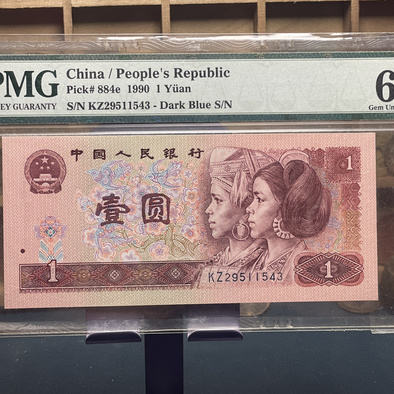 PMG
EY GUARANTY
China / People's Republic
Pick# 884e 1990 1 Yüan
S/N KZ29511543 - Dark Blue S/N
6
Gem Un
中国人民银行
1
壹圆
KZ29511543
1
1